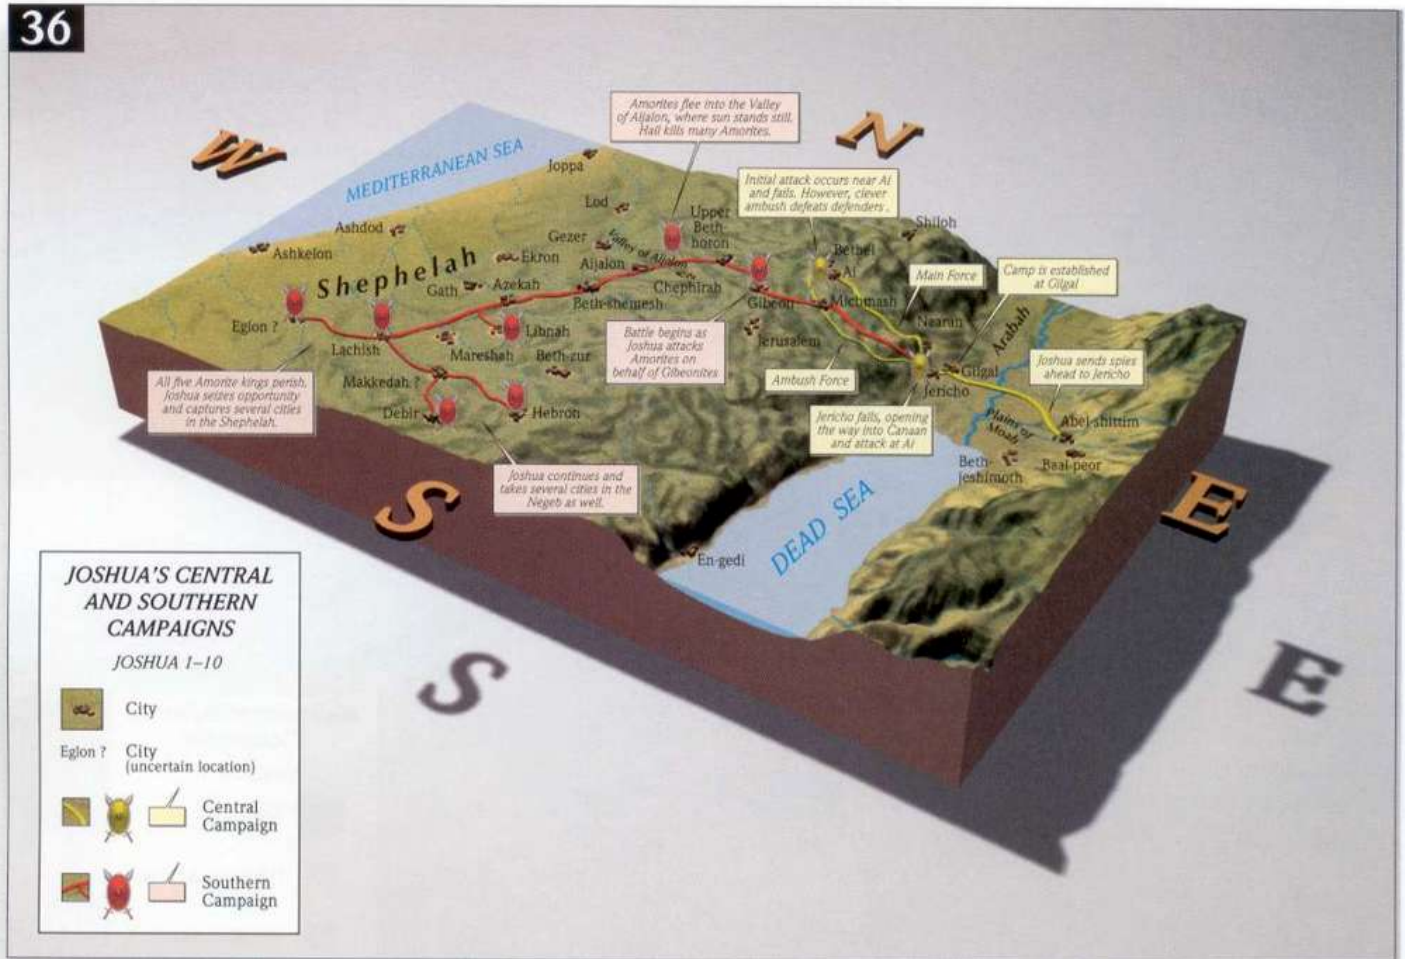 36
W
N
MEDITERRANEAN SEA
Amorites flee into the Valley
of Aijalon, where sun stands still.
Hail kills many Amorites.
Initial attack occurs near Ai
and fails. However, clever
ambush defeats defenders.
Joppa
Lod
Upper
Beth-
horon
Shiloh
Ashdod
Ashkelon
Gezer
Valley of Aijalon
Bethel
Ai
Main Force
Camp is established
at Gilgal
Shephelah
Ekron
Aijalon
Gath
Azekah
Chephirah
Beth-shemesh
Gibeon
Michmash
Naaran
Arabah
Eglon ?
Libnah
Lachish
Mareshah
Beth-zur
Battle begins as
Joshua attacks
Amorites on
behalf of Gibeonites
Jerusalem
Ambush Force
Gilgal
Jericho
Joshua sends spies
ahead to Jericho
All five Amorite kings perish.
Joshua seizes opportunity
and captures several cities
in the Shephelah.
Makkedah ?
Debir
Hebron
Jericho falls, opening
the way into Canaan
and attack at Ai
Plains of
Moab
Abel-shittim
Beth-
jeshimoth
Baal-peor
Joshua continues and
takes several cities in the
Negeb as well.
S
E
DEAD SEA
En-gedi
S
E
JOSHUA'S CENTRAL
AND SOUTHERN
CAMPAIGNS
JOSHUA 1–10
City
Eglon ? City
(uncertain location)
Central
Campaign
Southern
Campaign